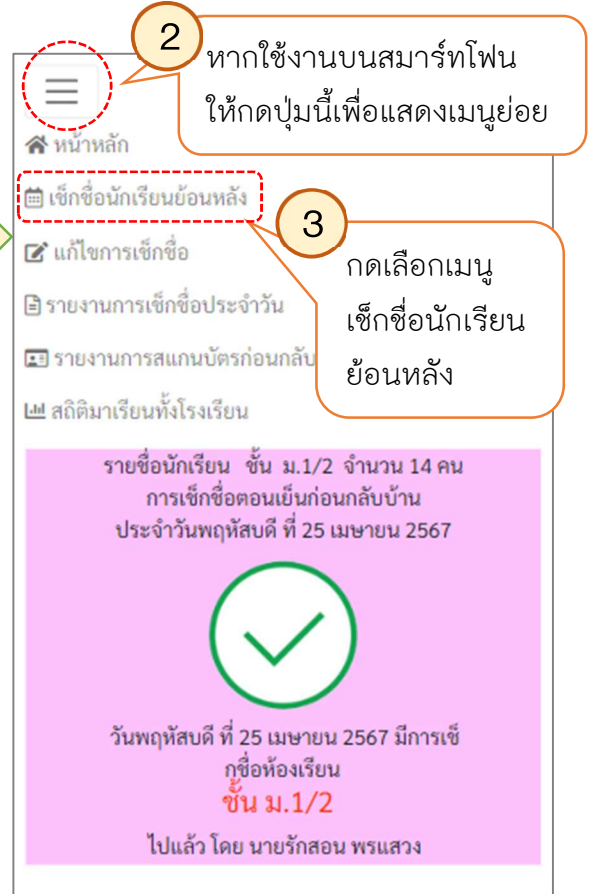 2
หากใช้งานบนสมาร์ทโฟน
ให้กดปุ่มนี้เพื่อแสดงเมนูย่อย
หน้าหลัก
เช็กชื่อนักเรียนย้อนหลัง
3
กดเลือกเมนู
เช็กชื่อนักเรียน
ย้อนหลัง
แก้ไขการเช็กชื่อ
รายงานการเช็กชื่อประจำวัน
รายงานการสแกนบัตรก่อนกลับ
สถิติมาเรียนทั้งโรงเรียน
รายชื่อนักเรียน ชั้น ม.1/2 จำนวน 14 คน
การเช็กชื่อตอนเย็นก่อนกลับบ้าน
ประจำวันพฤหัสบดี ที่ 25 เมษายน 2567
วันพฤหัสบดี ที่ 25 เมษายน 2567 มีการเช็
กชื่อห้องเรียน
ชั้น ม.1/2
ไปแล้ว โดย นายรักสอน พรแสวง